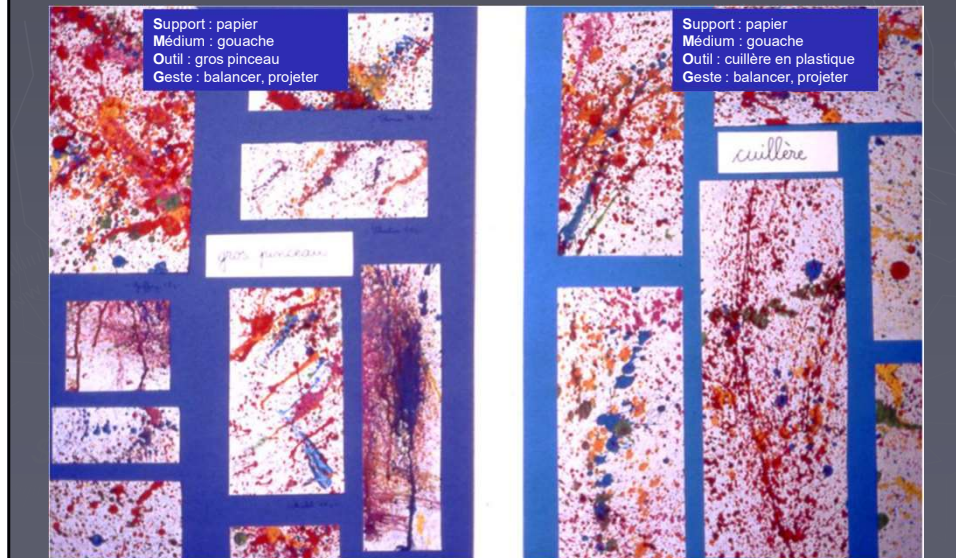 Support : papier
Médium : gouache
Outil : gros pinceau
Geste : balancer, projeter
Support : papier
Médium : gouache
Outil : cuillère en plastique
Geste : balancer, projeter
cuillère
gros pinceau